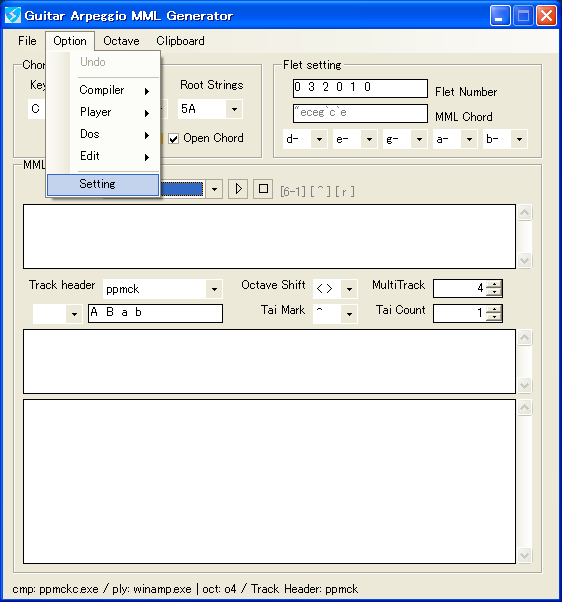 Guitar Arpeggio MML Generator
File Option Octave Clipboard
Undo
Compiler
Player
Dos
Edit
Setting
Chor
Key
Root Strings
C
5A
Open Chord
Flet setting
0 3 2 0 1 0
Flet Number
"eceg`c`e
MML Chord
d- e- g- a- b-
MML
[6-1] [ ^ ] [ r ]
Track header
ppmck
Octave Shift
< >
MultiTrack
4
A B a b
Tai Mark
^
Tai Count
1
cmp: ppmckc.exe / ply: winamp.exe | oct: o4 / Track Header: ppmck